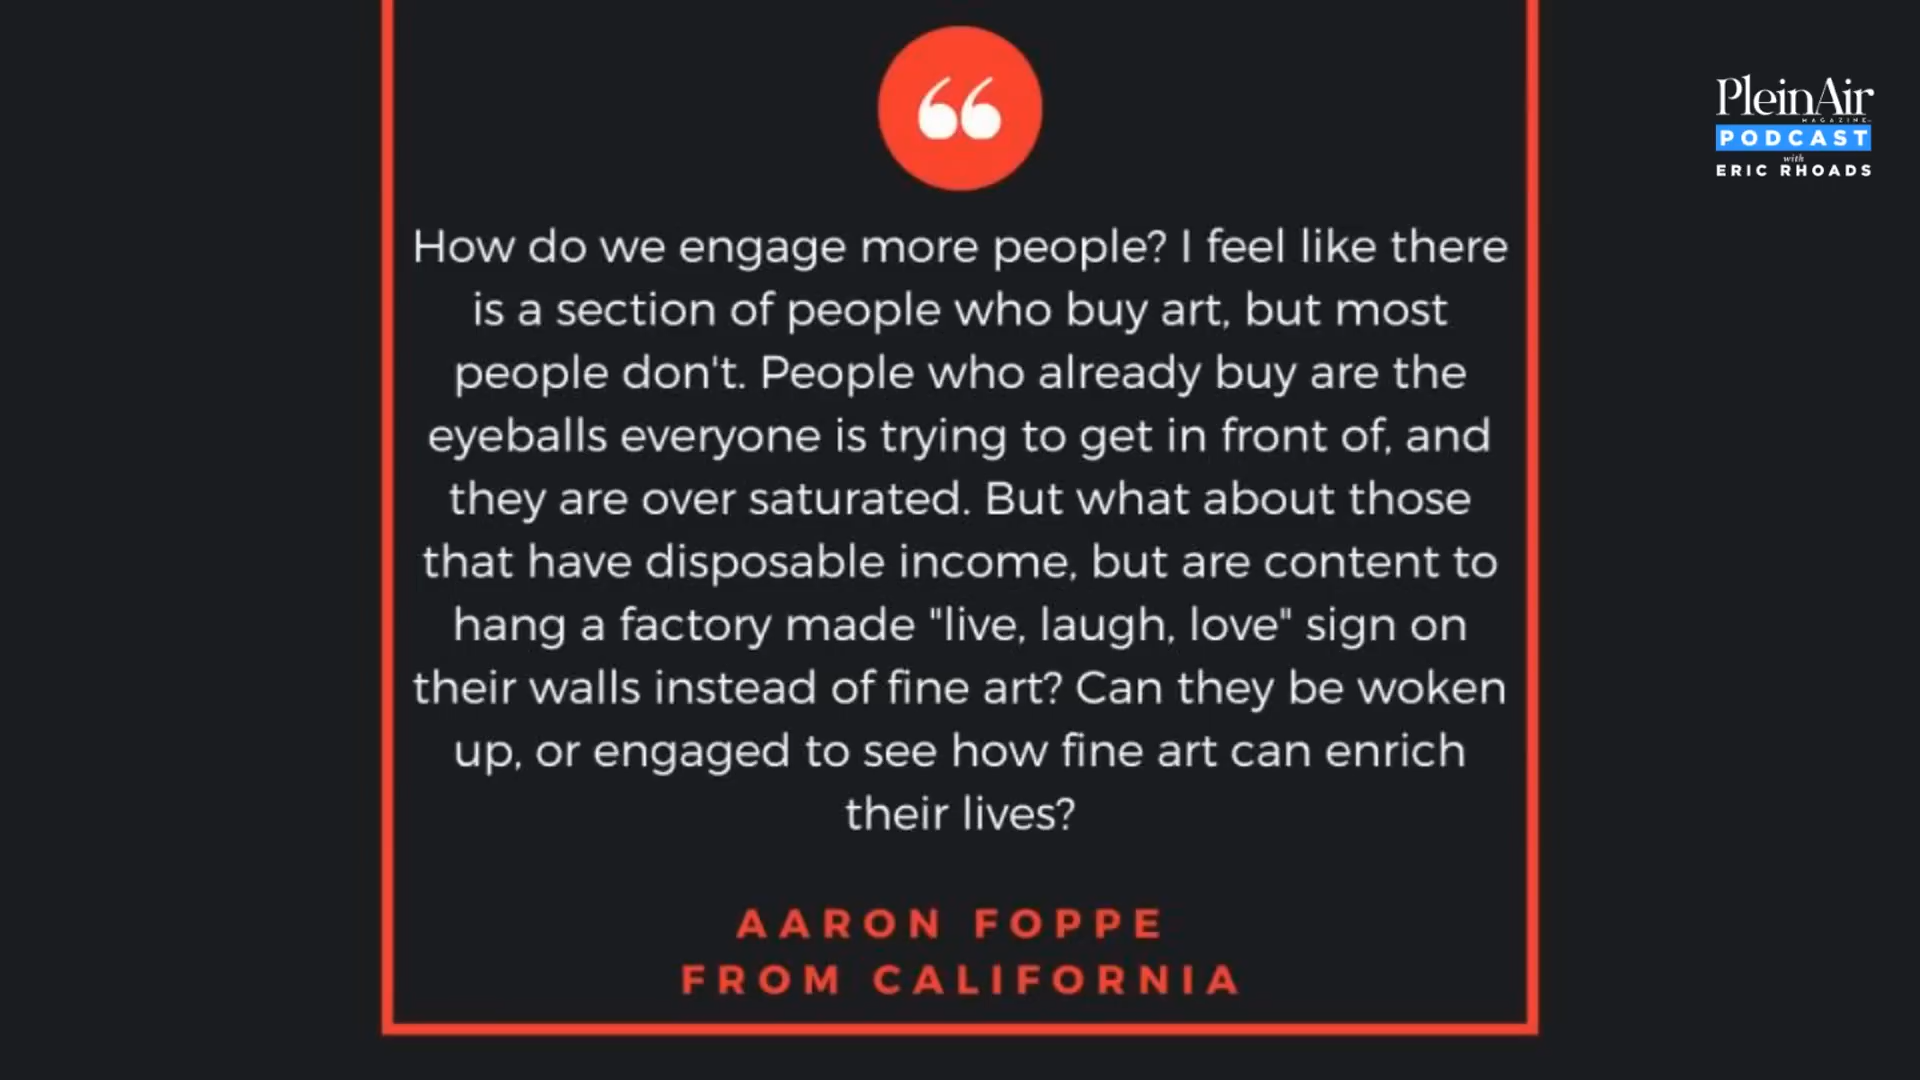 PleinAir
MAGAZINE
PODCAST
with
ERIC RHOADS
How do we engage more people? I feel like there
is a section of people who buy art, but most
people don't. People who already buy are the
eyeballs everyone is trying to get in front of, and
they are over saturated. But what about those
that have disposable income, but are content to
hang a factory made "live, laugh, love" sign on
their walls instead of fine art? Can they be woken
up, or engaged to see how fine art can enrich
their lives?
AARON FOPPE
FROM CALIFORNIA